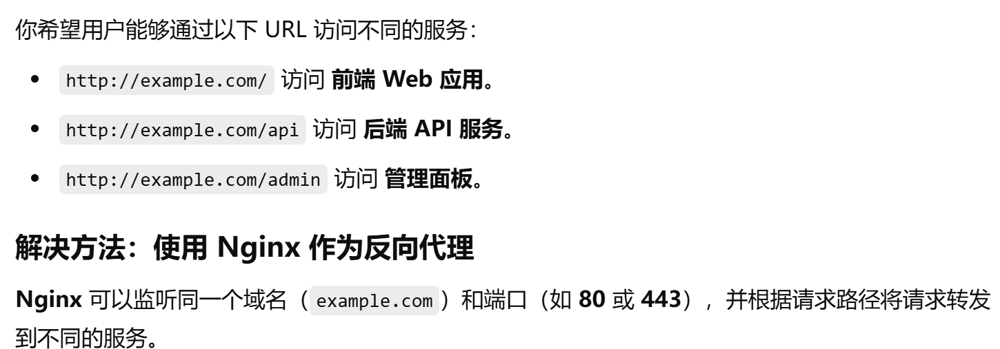 你希望用户能够通过以下 URL 访问不同的服务：
• http://example.com/ 访问 前端 Web 应用。
• http://example.com/api 访问 后端 API 服务。
• http://example.com/admin 访问 管理面板。
解决方法：使用 Nginx 作为反向代理
Nginx 可以监听同一个域名（example.com）和端口（如 80 或 443），并根据请求路径将请求转发
到不同的服务。